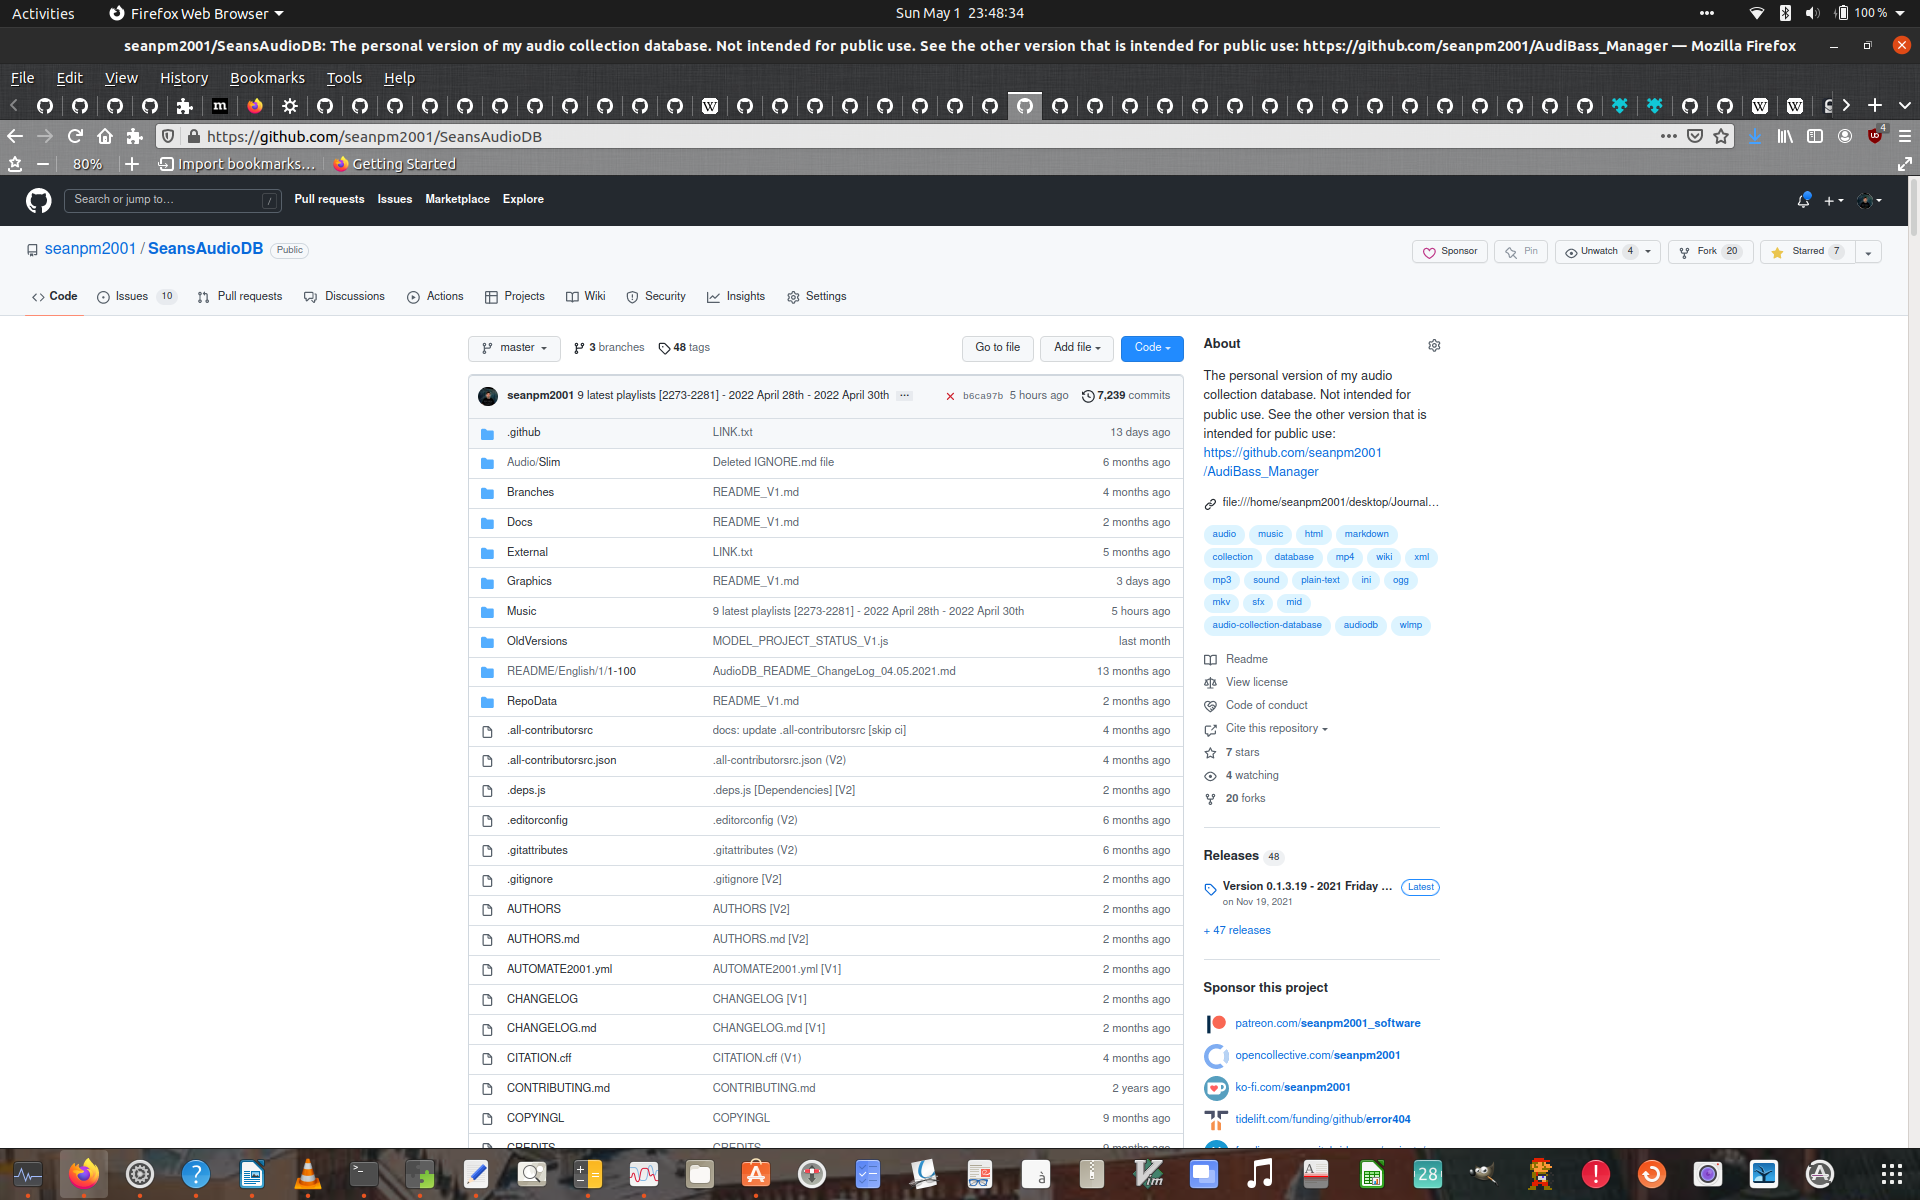 Activities
Firefox Web Browser
Sun May 1 23:48:34
100 %
seanpm2001/SeansAudioDB: The personal version of my audio collection database. Not intended for public use. See the other version that is intended for public use: https://github.com/seanpm2001/AudiBass_Manager — Mozilla Firefox
File Edit View History Bookmarks Tools Help
https://github.com/seanpm2001/SeansAudioDB
4
80%
Import bookmarks...
Getting Started
Search or jump to...
/
Pull requests Issues Marketplace Explore
seanpm2001 / SeansAudioDB Public
Sponsor
Pin
Unwatch 4
Fork 20
Starred 7
Code
Issues 10
Pull requests
Discussions
Actions
Projects
Wiki
Security
Insights
Settings
master
3 branches
48 tags
Go to file
Add file
Code
seanpm2001 9 latest playlists [2273-2281] - 2022 April 28th - 2022 April 30th ... b6ca97b 5 hours ago 7,239 commits
.github LINK.txt 13 days ago
Audio/Slim Deleted IGNORE.md file 6 months ago
Branches README_V1.md 4 months ago
Docs README_V1.md 2 months ago
External LINK.txt 5 months ago
Graphics README_V1.md 3 days ago
Music 9 latest playlists [2273-2281] - 2022 April 28th - 2022 April 30th 5 hours ago
OldVersions MODEL_PROJECT_STATUS_V1.js last month
README/English/1/1-100 AudioDB_README_ChangeLog_04.05.2021.md 13 months ago
RepoData README_V1.md 2 months ago
.all-contributorsrc docs: update .all-contributorsrc [skip ci] 4 months ago
.all-contributorsrc.json .all-contributorsrc.json (V2) 4 months ago
.deps.js .deps.js [Dependencies] [V2] 2 months ago
.editorconfig .editorconfig (V2) 6 months ago
.gitattributes .gitattributes (V2) 6 months ago
.gitignore .gitignore [V2] 2 months ago
AUTHORS AUTHORS [V2] 2 months ago
AUTHORS.md AUTHORS.md [V2] 2 months ago
AUTOMATE2001.yml AUTOMATE2001.yml [V1] 2 months ago
CHANGELOG CHANGELOG [V1] 2 months ago
CHANGELOG.md CHANGELOG.md [V1] 2 months ago
CITATION.cff CITATION.cff (V1) 4 months ago
CONTRIBUTING.md CONTRIBUTING.md 2 years ago
COPYINGL COPYINGL 9 months ago
CREDITS CREDITS 9 months ago
About
The personal version of my audio
collection database. Not intended for
public use. See the other version that is
intended for public use:
https://github.com/seanpm2001
/AudiBass_Manager
file:///home/seanpm2001/desktop/Journal...
audio music html markdown
collection database mp4 wiki xml
mp3 sound plain-text ini ogg
mkv sfx mid
audio-collection-database audiodb wlmp
Readme
View license
Code of conduct
Cite this repository
7 stars
4 watching
20 forks
Releases 48
Version 0.1.3.19 - 2021 Friday ... Latest
on Nov 19, 2021
+ 47 releases
Sponsor this project
patreon.com/seanpm2001_software
opencollective.com/seanpm2001
ko-fi.com/seanpm2001
tidelift.com/funding/github/error404
28